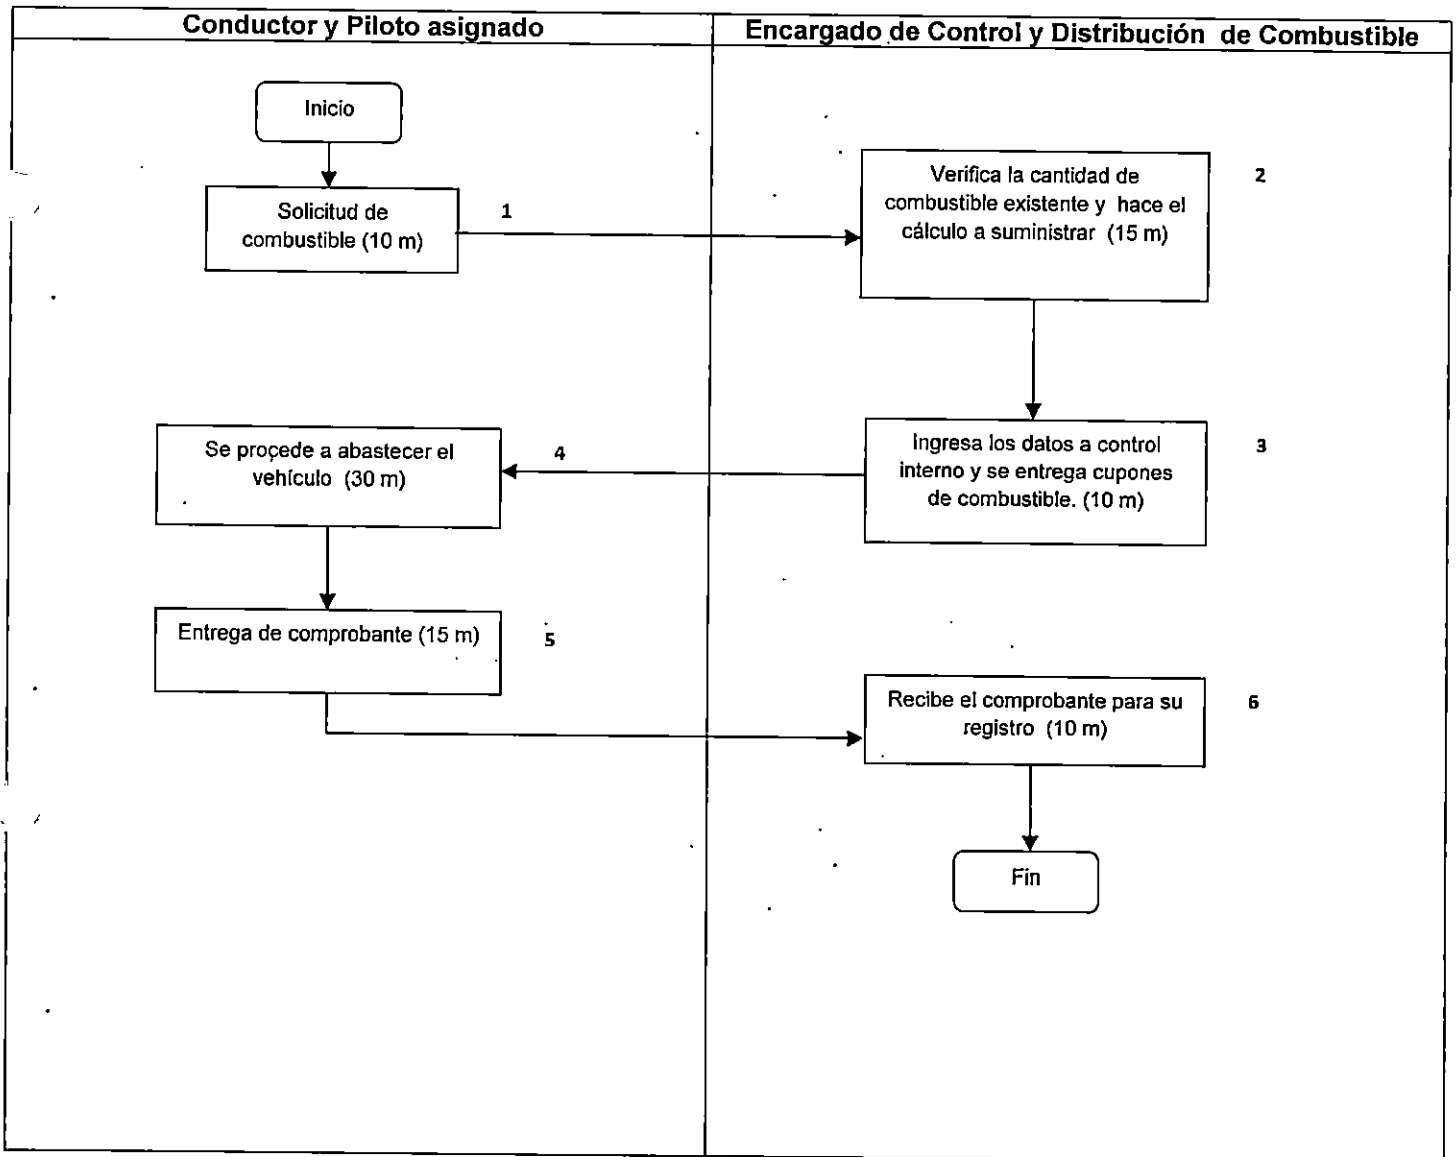 Conductor y Piloto asignado
Encargado de Control y Distribución de Combustible
Inicio
Solicitud de
combustible (10 m)
1
Verifica la cantidad de
combustible existente y hace el
cálculo a suministrar (15 m)
2
Ingresa los datos a control
interno y se entrega cupones
de combustible. (10 m)
3
Se procede a abastecer el
vehículo (30 m)
4
Entrega de comprobante (15 m)
5
Recibe el comprobante para su
registro (10 m)
6
Fin